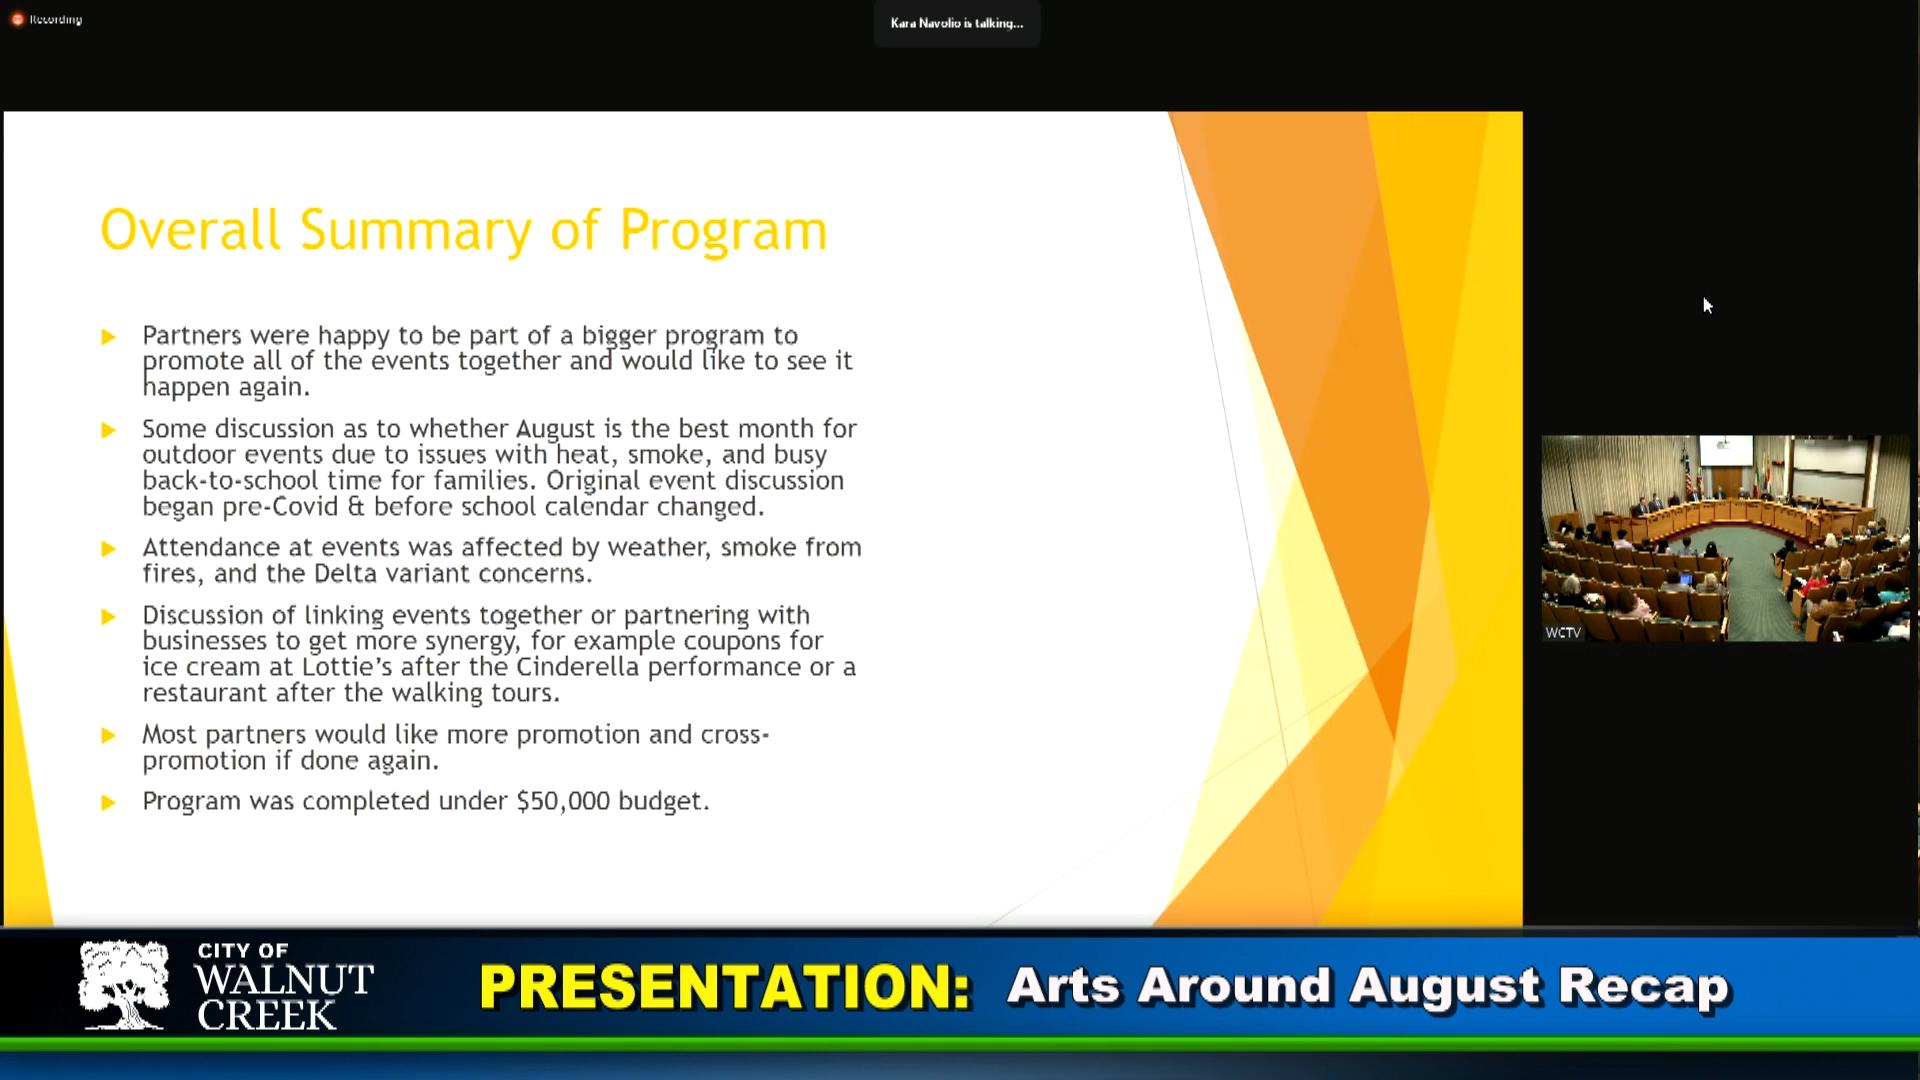 Recording
Kara Navolio is talking...
Overall Summary of Program
Partners were happy to be part of a bigger program to
promote all of the events together and would like to see it
happen again.
Some discussion as to whether August is the best month for
outdoor events due to issues with heat, smoke, and busy
back-to-school time for families. Original event discussion
began pre-Covid & before school calendar changed.
Attendance at events was affected by weather, smoke from
fires, and the Delta variant concerns.
Discussion of linking events together or partnering with
businesses to get more synergy, for example coupons for
ice cream at Lottie's after the Cinderella performance or a
restaurant after the walking tours.
Most partners would like more promotion and cross-
promotion if done again.
Program was completed under $50,000 budget.
WCTV
CITY OF
WALNUT
CREEK
PRESENTATION: Arts Around August Recap